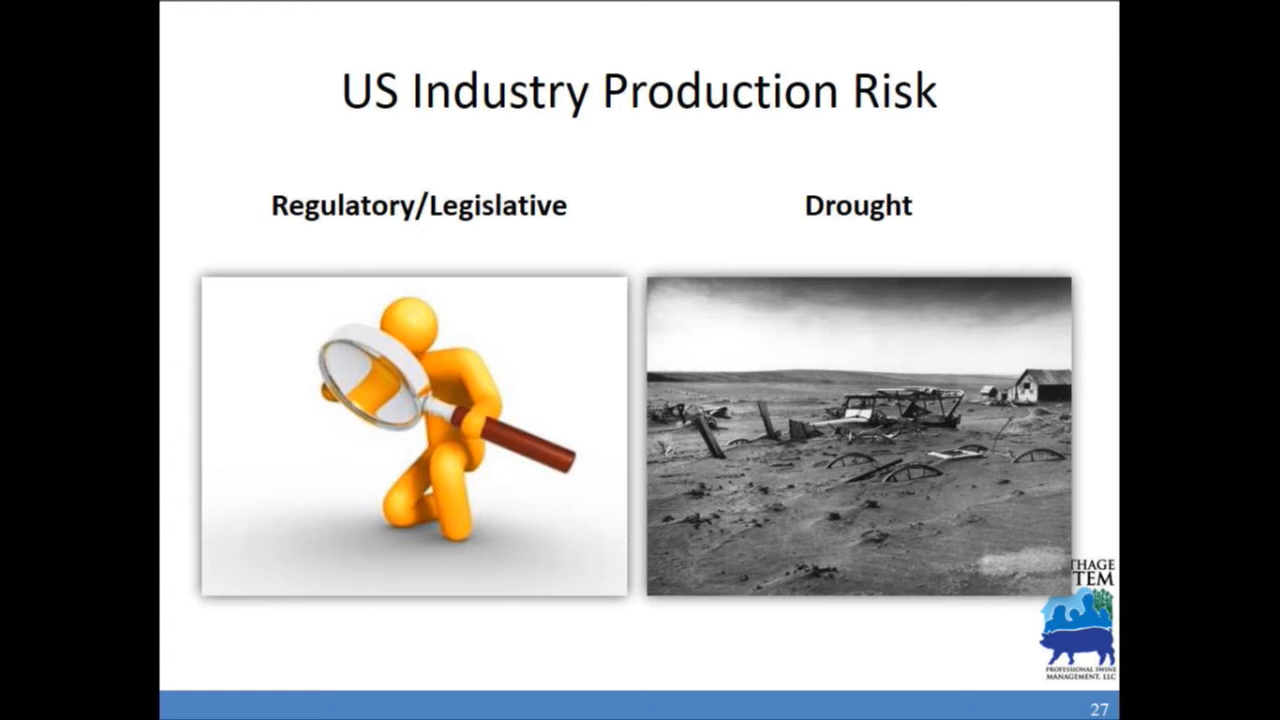 US Industry Production Risk
Regulatory/Legislative
Drought
THAGE
TEM
PROFESSIONAL SWINE
MANAGEMENT, LLC
27